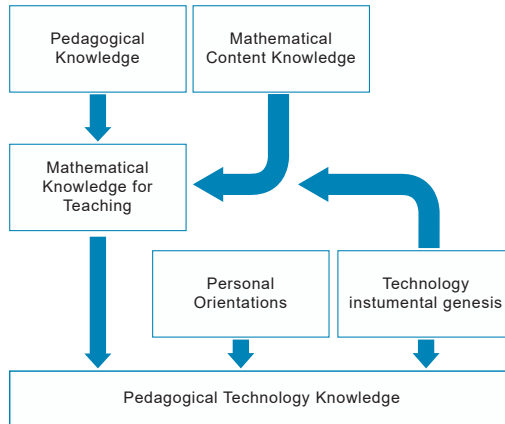 Pedagogical
Knowledge
Mathematical
Content Knowledge
Mathematical
Knowledge for
Teaching
Personal
Orientations
Technology
instumental genesis
Pedagogical Technology Knowledge